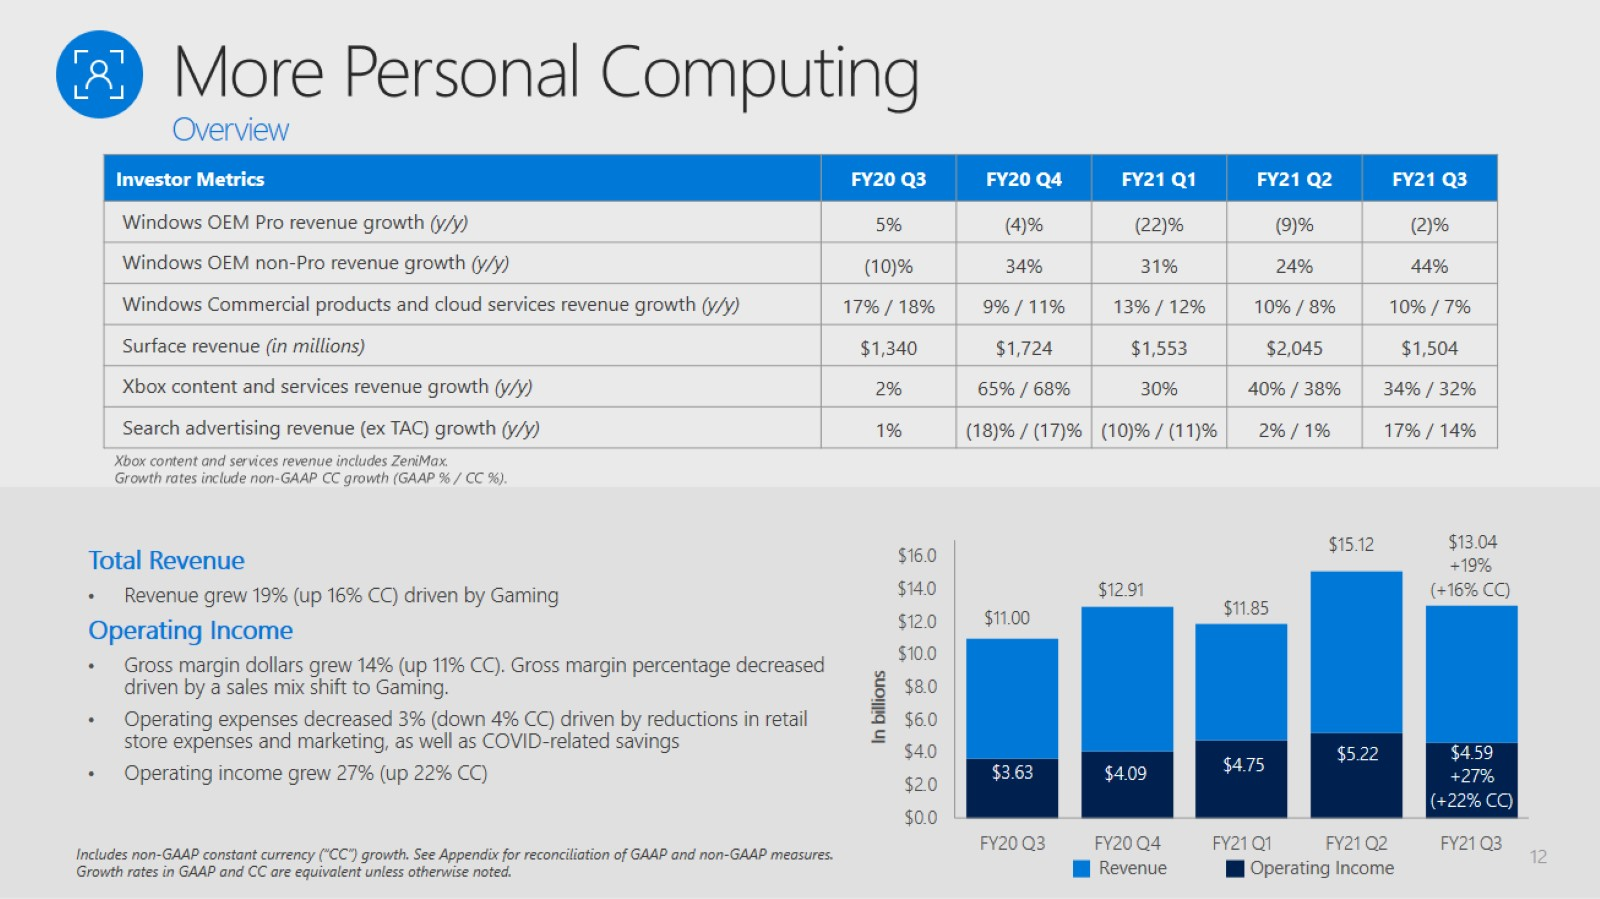 More Personal Computing
Overview
Investor Metrics FY20 Q3 FY20 Q4 FY21 Q1 FY21 Q2 FY21 Q3
Windows OEM Pro revenue growth (y/y) 5% (4)% (22)% (9)% (2)%
Windows OEM non-Pro revenue growth (y/y) (10)% 34% 31% 24% 44%
Windows Commercial products and cloud services revenue growth (y/y) 17% / 18% 9% / 11% 13% / 12% 10% / 8% 10% / 7%
Surface revenue (in millions) $1,340 $1,724 $1,553 $2,045 $1,504
Xbox content and services revenue growth (y/y) 2% 65% / 68% 30% 40% / 38% 34% / 32%
Search advertising revenue (ex TAC) growth (y/y) 1% (18)% / (17)% (10)% / (11)% 2% / 1% 17% / 14%
Xbox content and services revenue includes ZeniMax.
Growth rates include non-GAAP CC growth (GAAP % / CC %).
Total Revenue
• Revenue grew 19% (up 16% CC) driven by Gaming
Operating Income
• Gross margin dollars grew 14% (up 11% CC). Gross margin percentage decreased
driven by a sales mix shift to Gaming.
• Operating expenses decreased 3% (down 4% CC) driven by reductions in retail
store expenses and marketing, as well as COVID-related savings
• Operating income grew 27% (up 22% CC)
Includes non-GAAP constant currency ("CC") growth. See Appendix for reconciliation of GAAP and non-GAAP measures.
Growth rates in GAAP and CC are equivalent unless otherwise noted.
In billions
$16.0
$14.0
$12.0
$10.0
$8.0
$6.0
$4.0
$2.0
$0.0
$11.00
$12.91
$11.85
$15.12
$13.04
+19%
(+16% CC)
$3.63
$4.09
$4.75
$5.22
$4.59
+27%
(+22% CC)
FY20 Q3 FY20 Q4 FY21 Q1 FY21 Q2 FY21 Q3
Revenue Operating Income
12